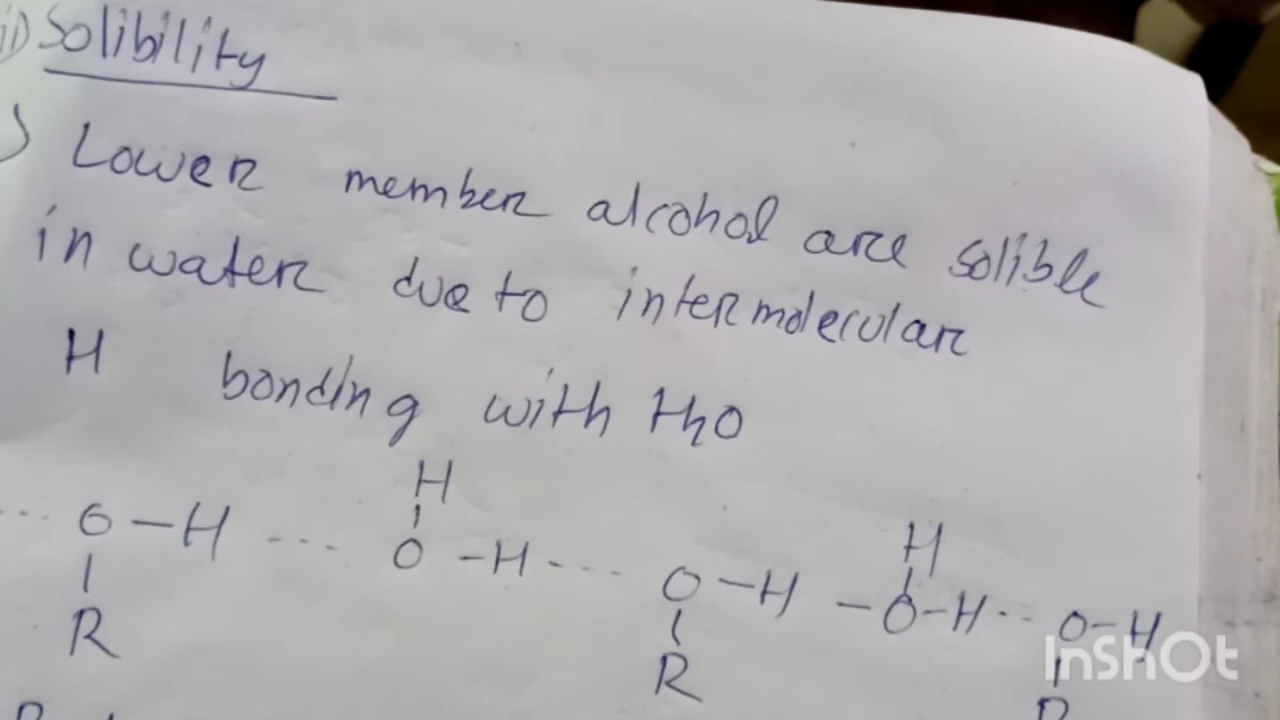 ii) Solibility
Lower member alcohol are solible
in water due to intermolecular
H bonding with H2O
H H
--- O-H --- O-H ---- O-H - O-H --- O-H
R R R
InShOt